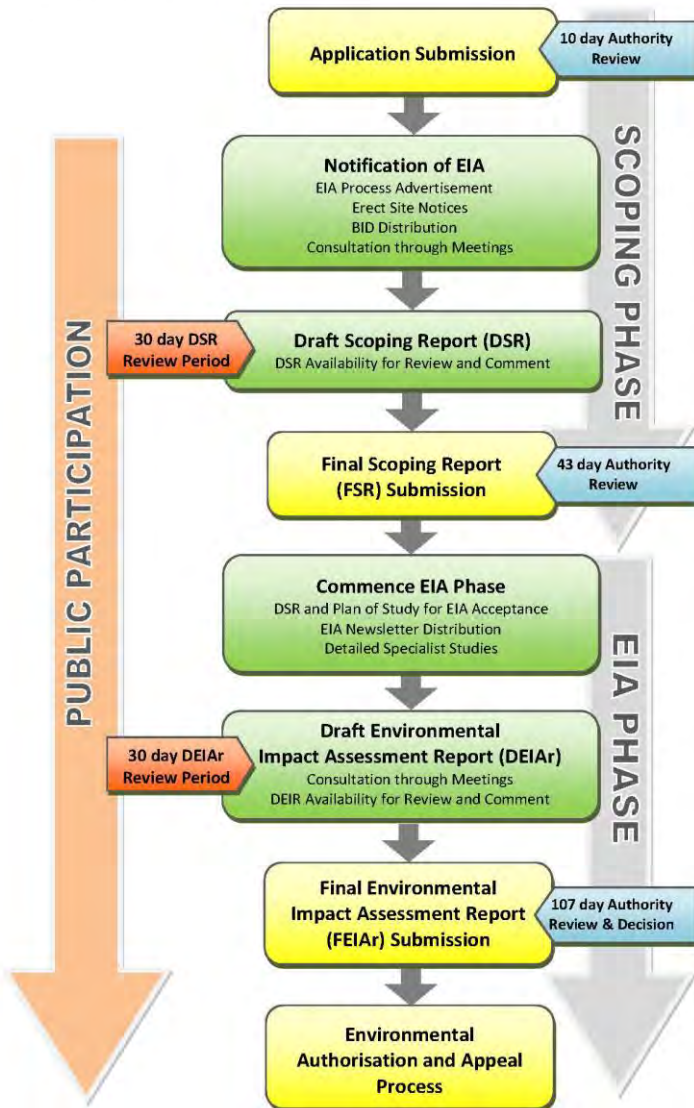 Application Submission
10 day Authority
Review
SCOPING PHASE
PUBLIC PARTICIPATION
Notification of EIA
EIA Process Advertisement
Erect Site Notices
BID Distribution
Consultation through Meetings
30 day DSR
Review Period
Draft Scoping Report (DSR)
DSR Availability for Review and Comment
Final Scoping Report
(FSR) Submission
43 day Authority
Review
Commence EIA Phase
DSR and Plan of Study for EIA Acceptance
EIA Newsletter Distribution
Detailed Specialist Studies
EIA PHASE
30 day DEIAr
Review Period
Draft Environmental
Impact Assessment Report (DEIAr)
Consultation through Meetings
DEIR Availability for Review and Comment
Final Environmental
Impact Assessment Report
(FEIAr) Submission
107 day Authority
Review & Decision
Environmental
Authorisation and Appeal
Process